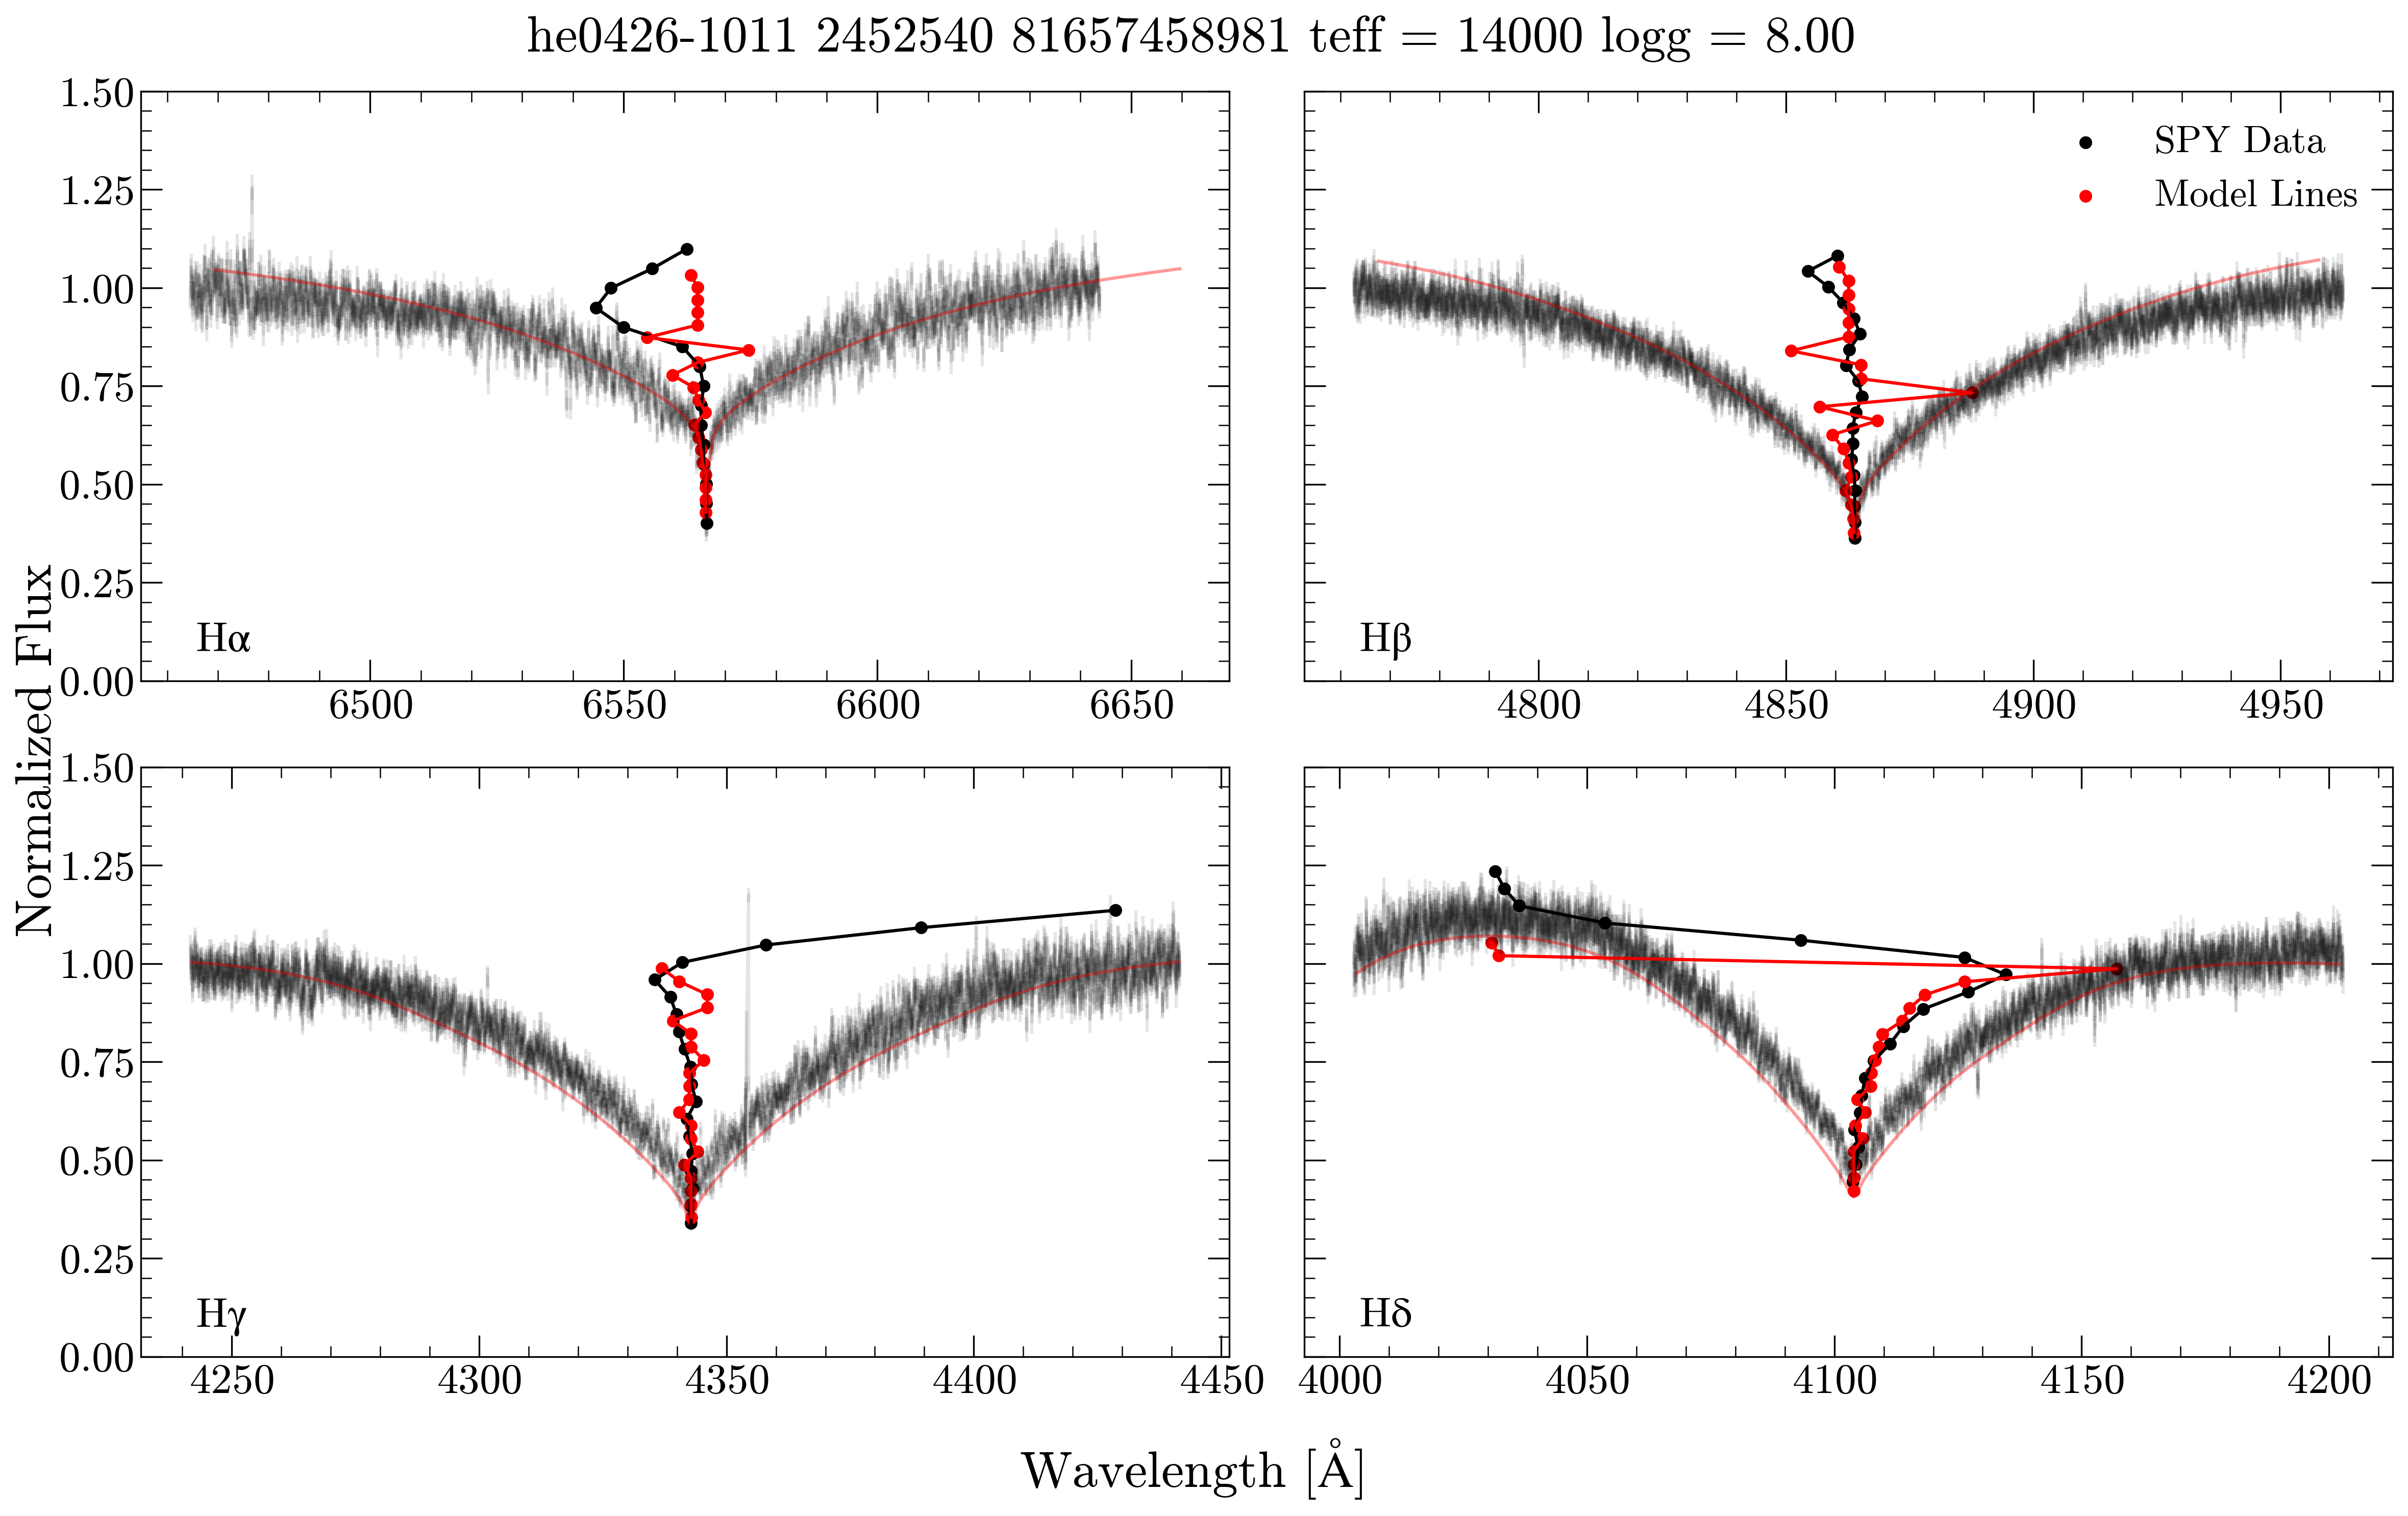 he0426-1011 2452540 81657458981 teff = 14000 logg = 8.00
Normalized Flux
1.50
1.25
1.00
0.75
0.50
0.25
0.00
Hα
6500 6550 6600 6650
SPY Data
Model Lines
Hβ
4800 4850 4900 4950
1.50
1.25
1.00
0.75
0.50
0.25
0.00
Hγ
4250 4300 4350 4400 4450
Hδ
4000 4050 4100 4150 4200
Wavelength [Å]